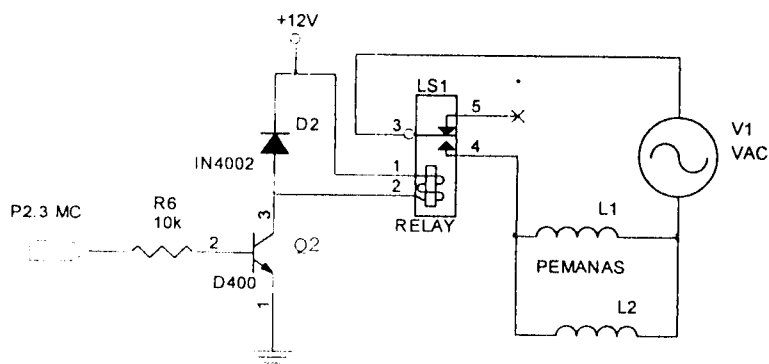 +12V
LS1
5
D2
3
4
V1
VAC
IN4002
1
2
P2.3 MC
R6
10k
3
RELAY
L1
2
Q2
PEMANAS
D400
1
L2